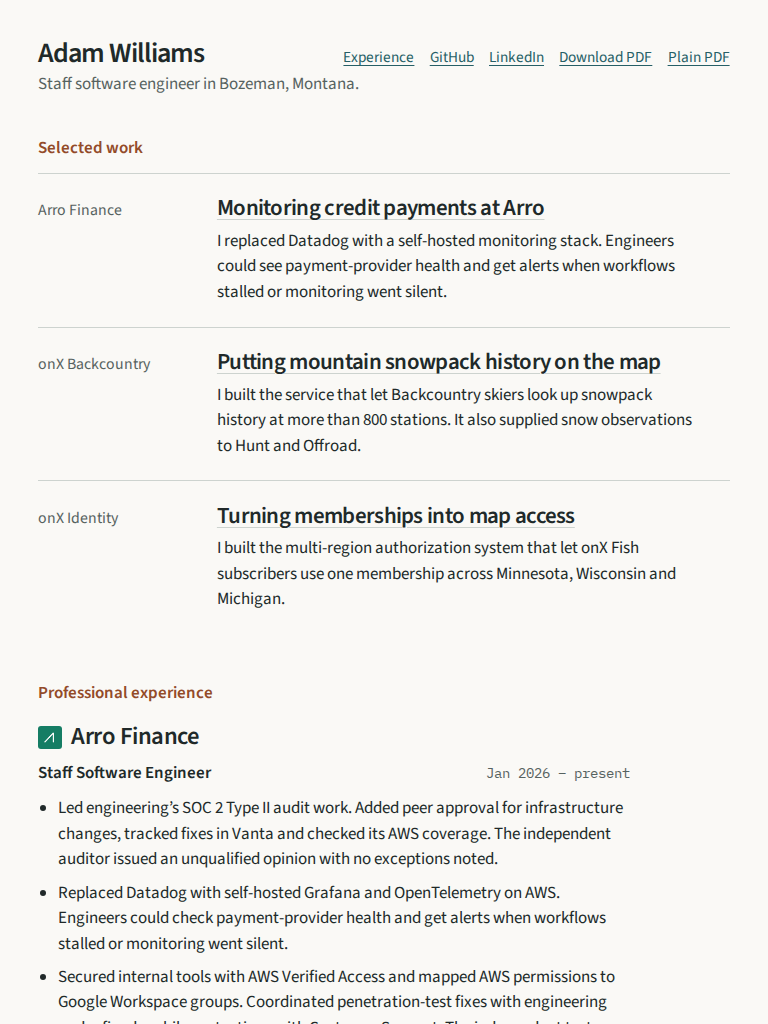 Adam Williams
Experience GitHub LinkedIn Download PDF Plain PDF
Staff software engineer in Bozeman, Montana.
Selected work
Arro Finance
Monitoring credit payments at Arro
I replaced Datadog with a self-hosted monitoring stack. Engineers
could see payment-provider health and get alerts when workflows
stalled or monitoring went silent.
onX Backcountry
Putting mountain snowpack history on the map
I built the service that let Backcountry skiers look up snowpack
history at more than 800 stations. It also supplied snow observations
to Hunt and Offroad.
onX Identity
Turning memberships into map access
I built the multi-region authorization system that let onX Fish
subscribers use one membership across Minnesota, Wisconsin and
Michigan.
Professional experience
Arro Finance
Staff Software Engineer
Jan 2026 – present
• Led engineering’s SOC 2 Type II audit work. Added peer approval for infrastructure
changes, tracked fixes in Vanta and checked its AWS coverage. The independent
auditor issued an unqualified opinion with no exceptions noted.
• Replaced Datadog with self-hosted Grafana and OpenTelemetry on AWS.
Engineers could check payment-provider health and get alerts when workflows
stalled or monitoring went silent.
• Secured internal tools with AWS Verified Access and mapped AWS permissions to
Google Workspace groups. Coordinated penetration-test fixes with engineering